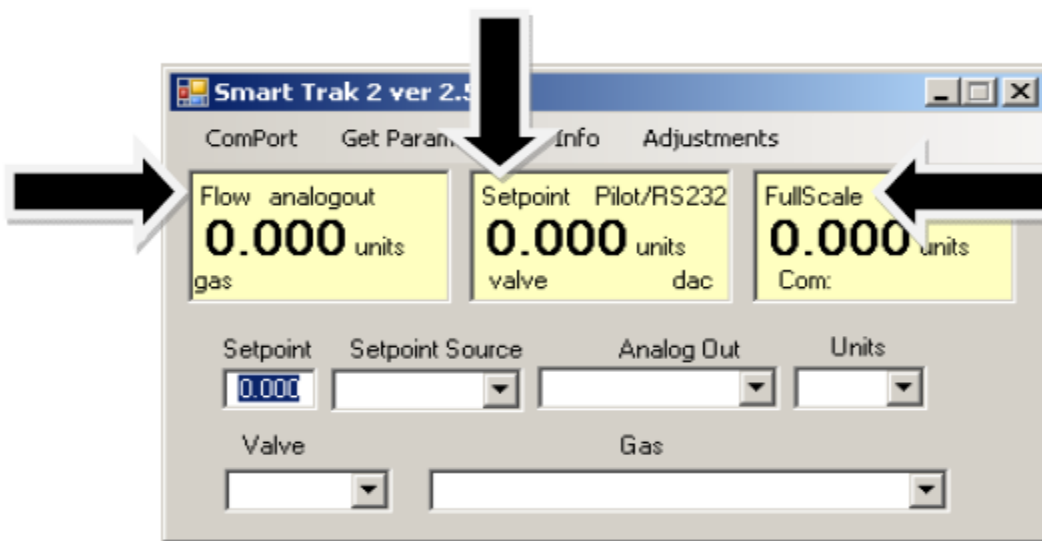 Smart Trak 2 ver 2.
ComPort Get Param Info Adjustments
Flow analogout
0.000 units
gas
Setpoint Pilot/RS232
0.000 units
valve dac
FullScale
0.000 units
Com:
Setpoint Setpoint Source Analog Out Units
0.000
Valve Gas